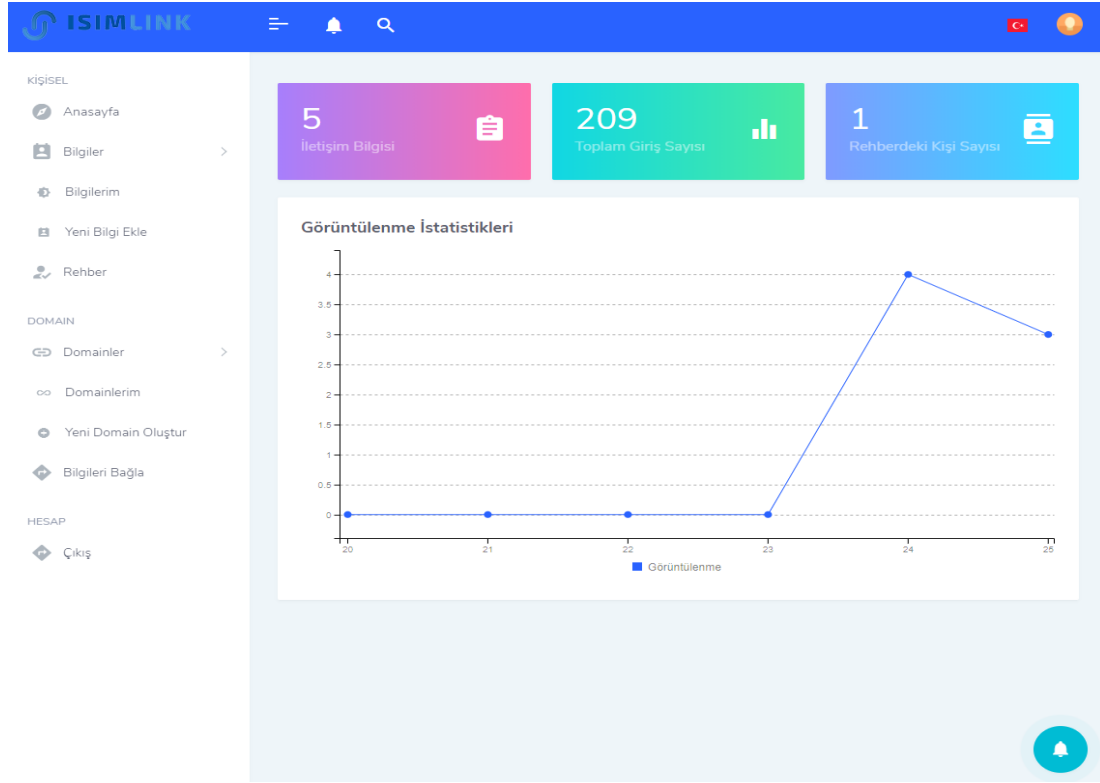 ISIMLINK
KİŞİSEL
Anasayfa
Bilgiler
Bilgilerim
Yeni Bilgi Ekle
Rehber
DOMAIN
Domainler
Domainlerim
Yeni Domain Oluştur
Bilgileri Bağla
HESAP
Çıkış
5
İletişim Bilgisi
209
Toplam Giriş Sayısı
1
Rehberdeki Kişi Sayısı
Görüntülenme İstatistikleri
4
3.5
3
2.5
2
1.5
1
0.5
0
20 21 22 23 24 25
Görüntülenme